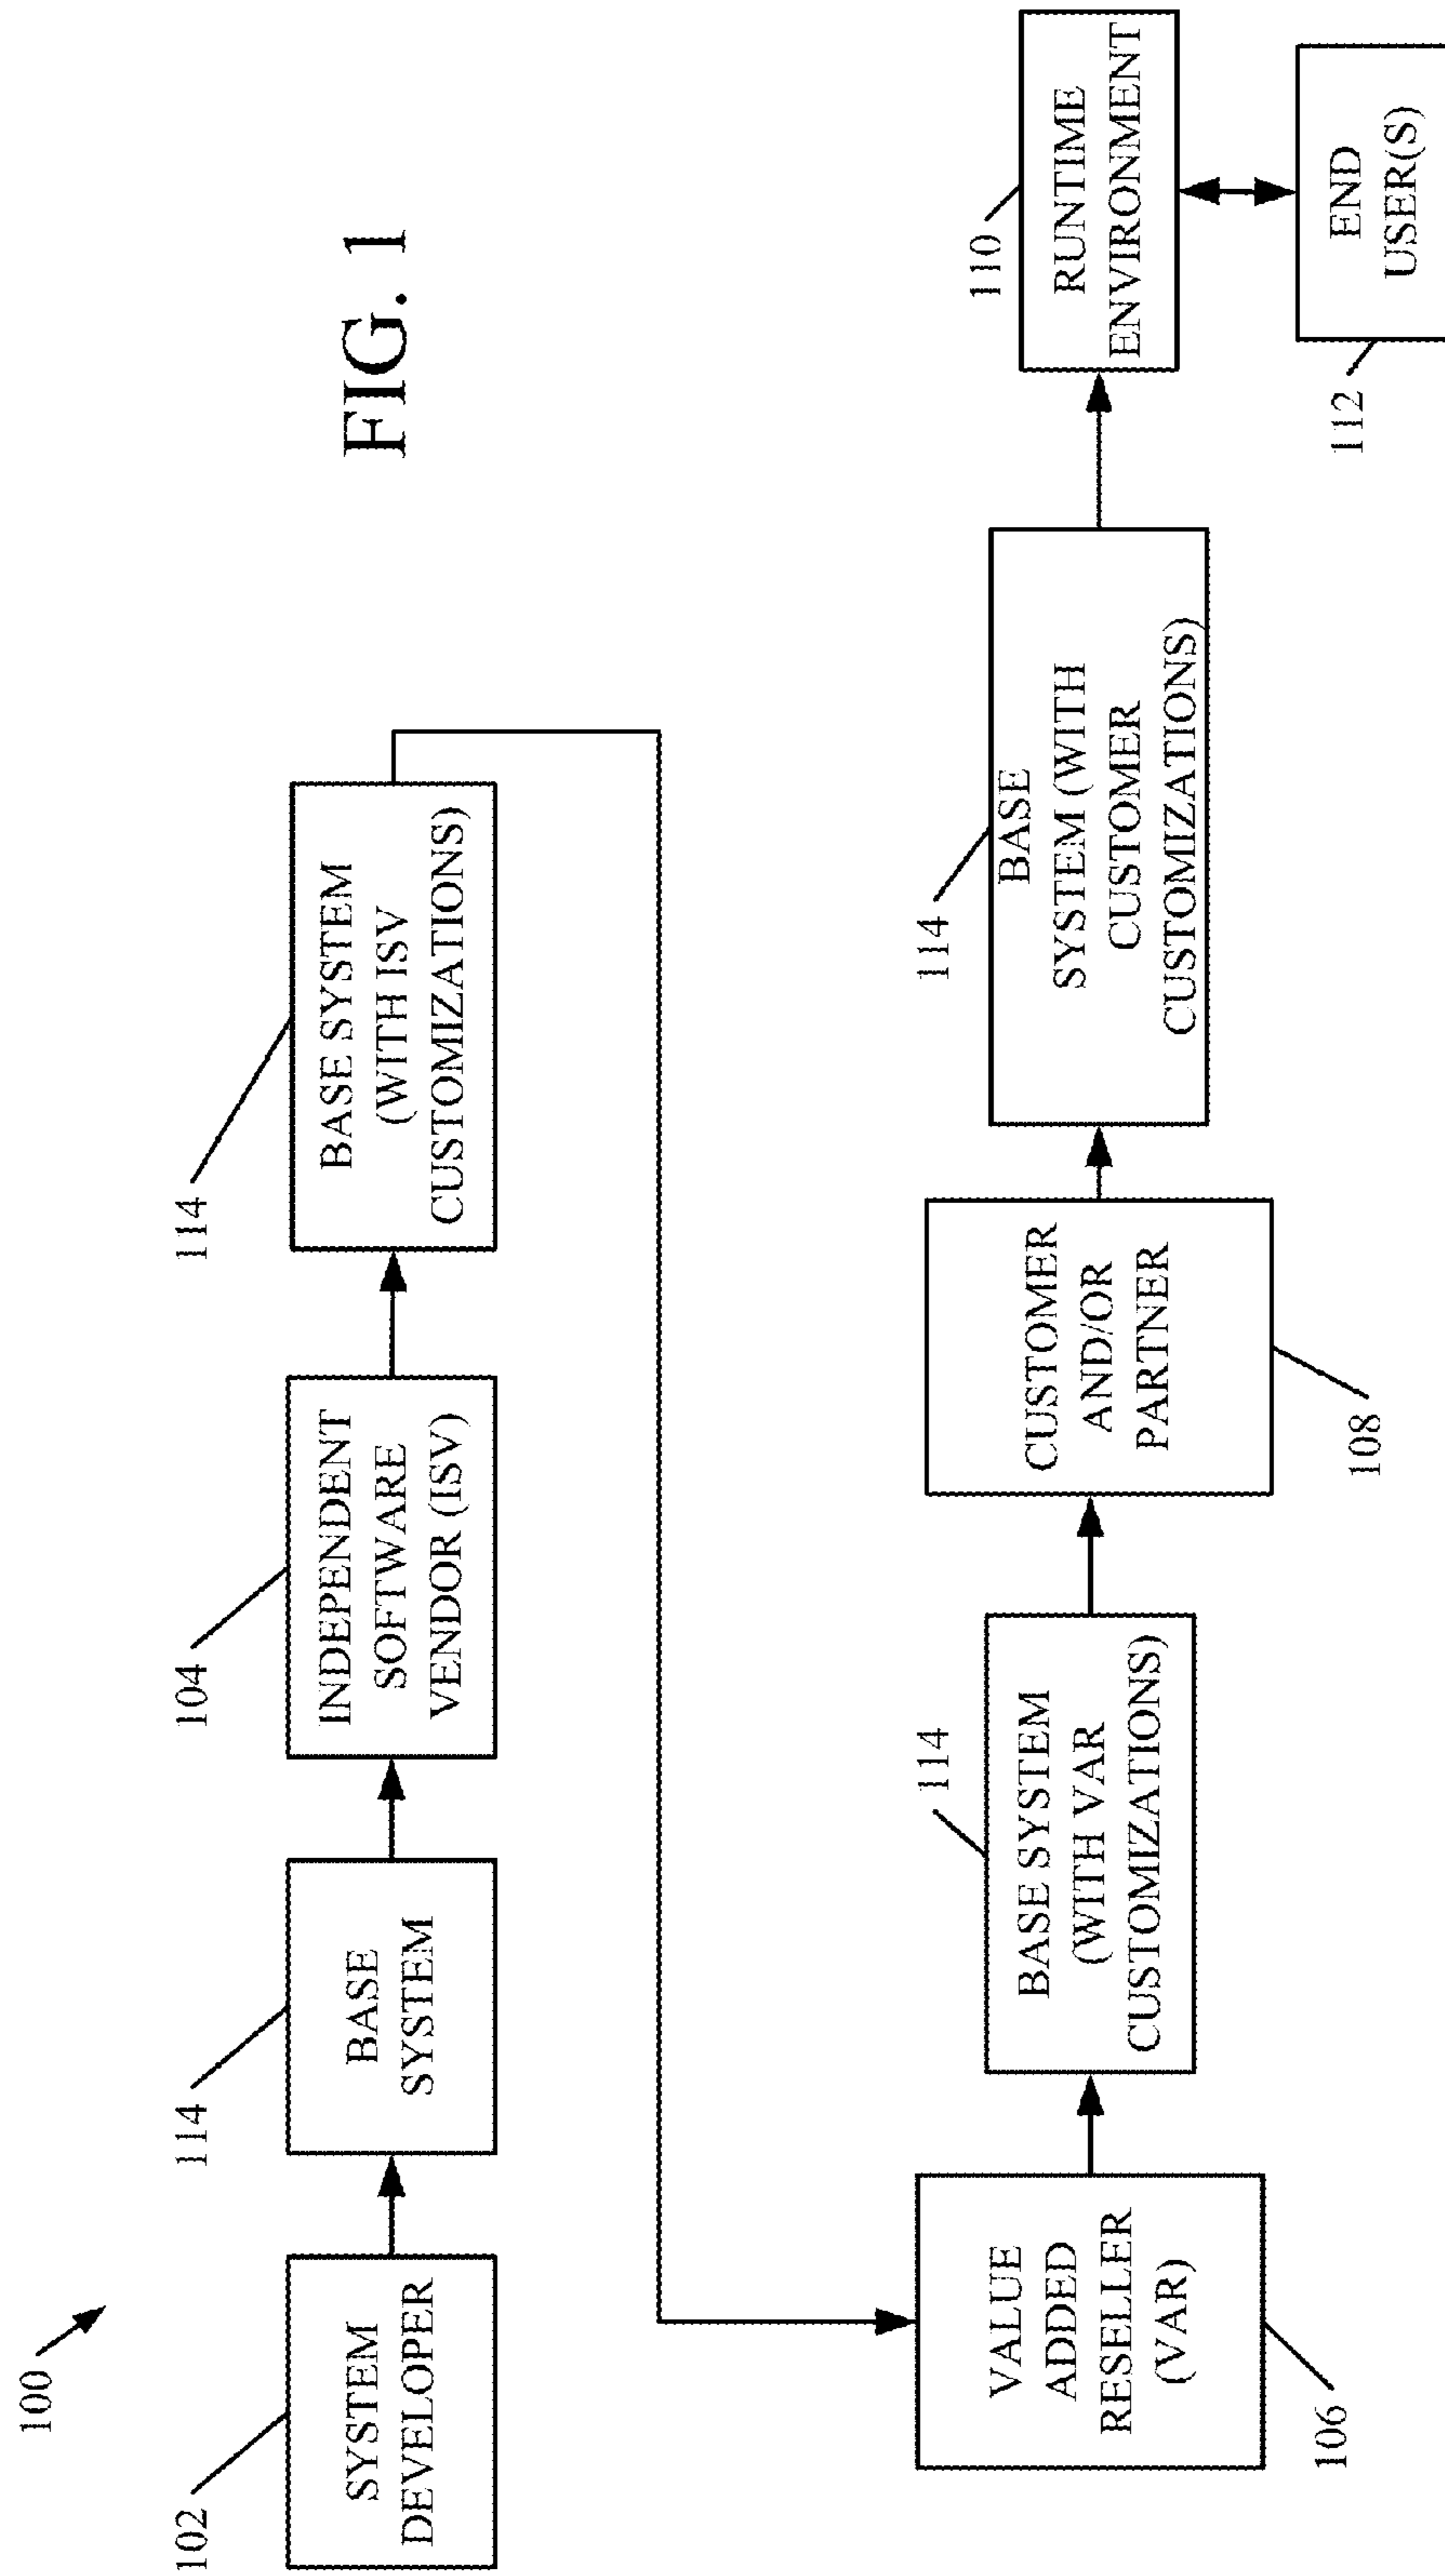 100
FIG. 1
102
SYSTEM
DEVELOPER
114
BASE
SYSTEM
104
INDEPENDENT
SOFTWARE
VENDOR (ISV)
114
BASE SYSTEM
(WITH ISV
CUSTOMIZATIONS)
VALUE
ADDED
RESELLER
(VAR)
106
114
BASE SYSTEM
(WITH VAR
CUSTOMIZATIONS)
CUSTOMER
AND/OR
PARTNER
108
114
BASE
SYSTEM (WITH
CUSTOMER
CUSTOMIZATIONS)
110
RUNTIME
ENVIRONMENT
112
END
USER(S)